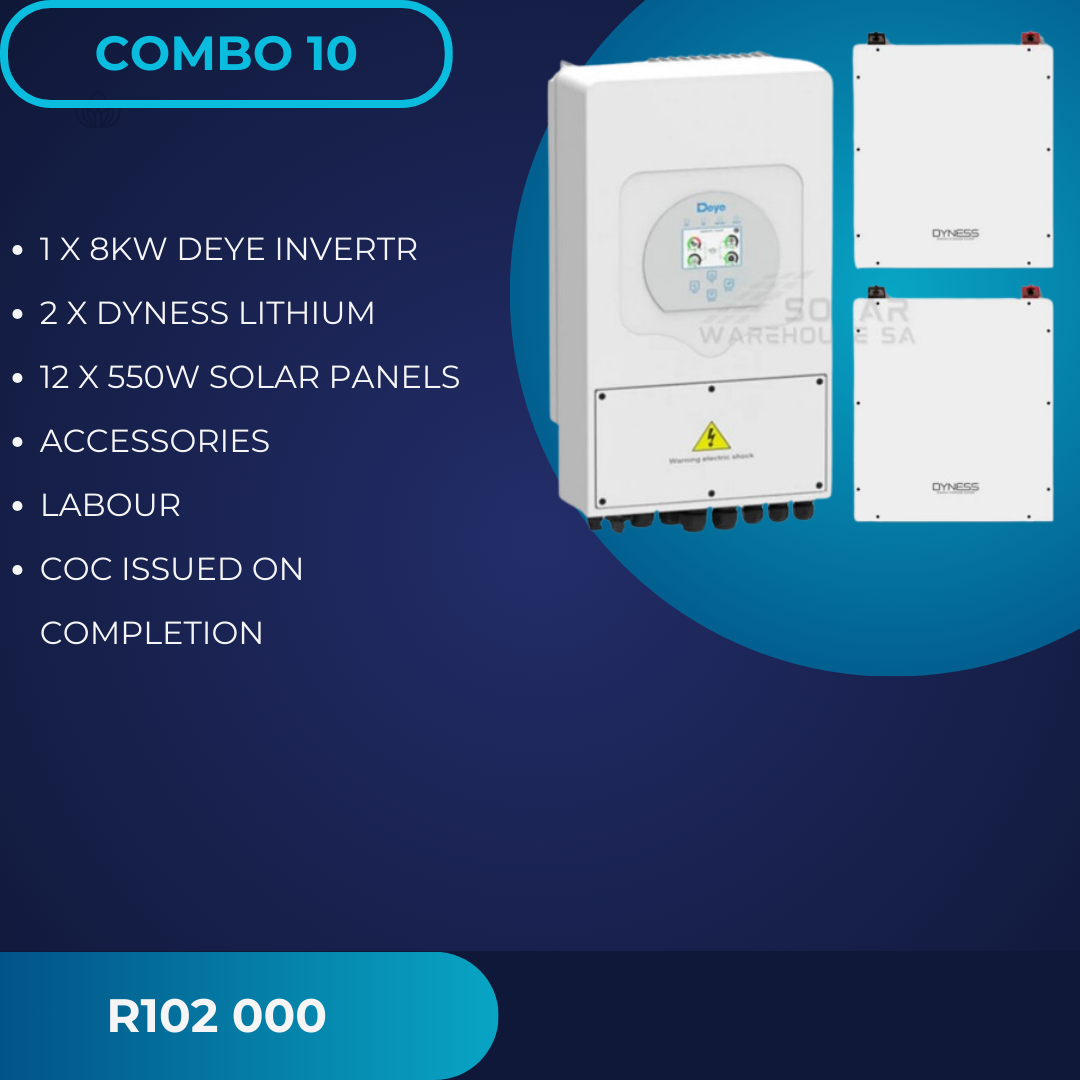 COMBO 10
• 1 X 8KW DEYE INVERTR
• 2 X DYNESS LITHIUM
• 12 X 550W SOLAR PANELS
• ACCESSORIES
• LABOUR
• COC ISSUED ON
COMPLETION
Deye
Warning electric shock
DYNESS
SOLAR
WAREHOUSE SA
DYNESS
R102 000